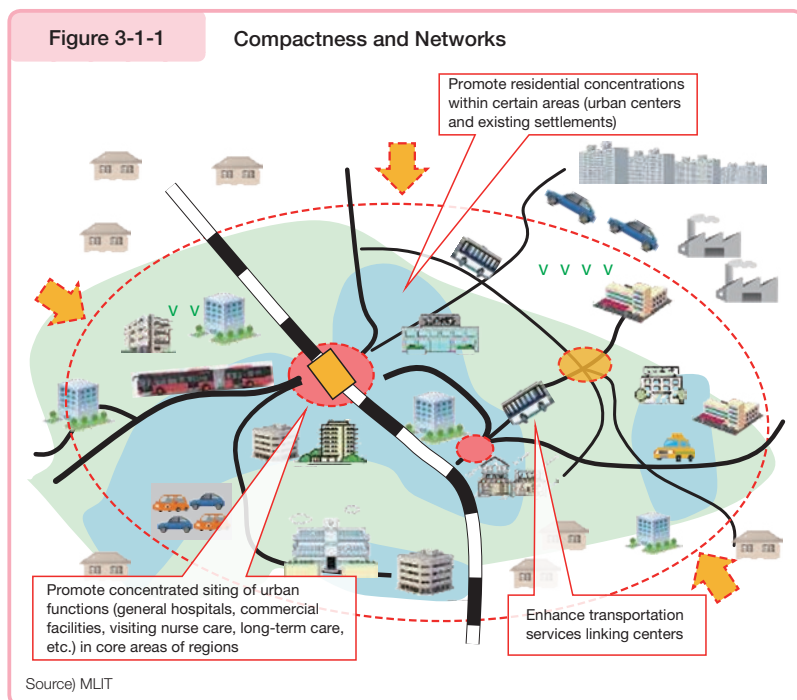 Figure 3-1-1
Compactness and Networks
Promote residential concentrations
within certain areas (urban centers
and existing settlements)
v v v v
v v
Promote concentrated siting of urban
functions (general hospitals, commercial
facilities, visiting nurse care, long-term care,
etc.) in core areas of regions
Enhance transportation
services linking centers
Source) MLIT